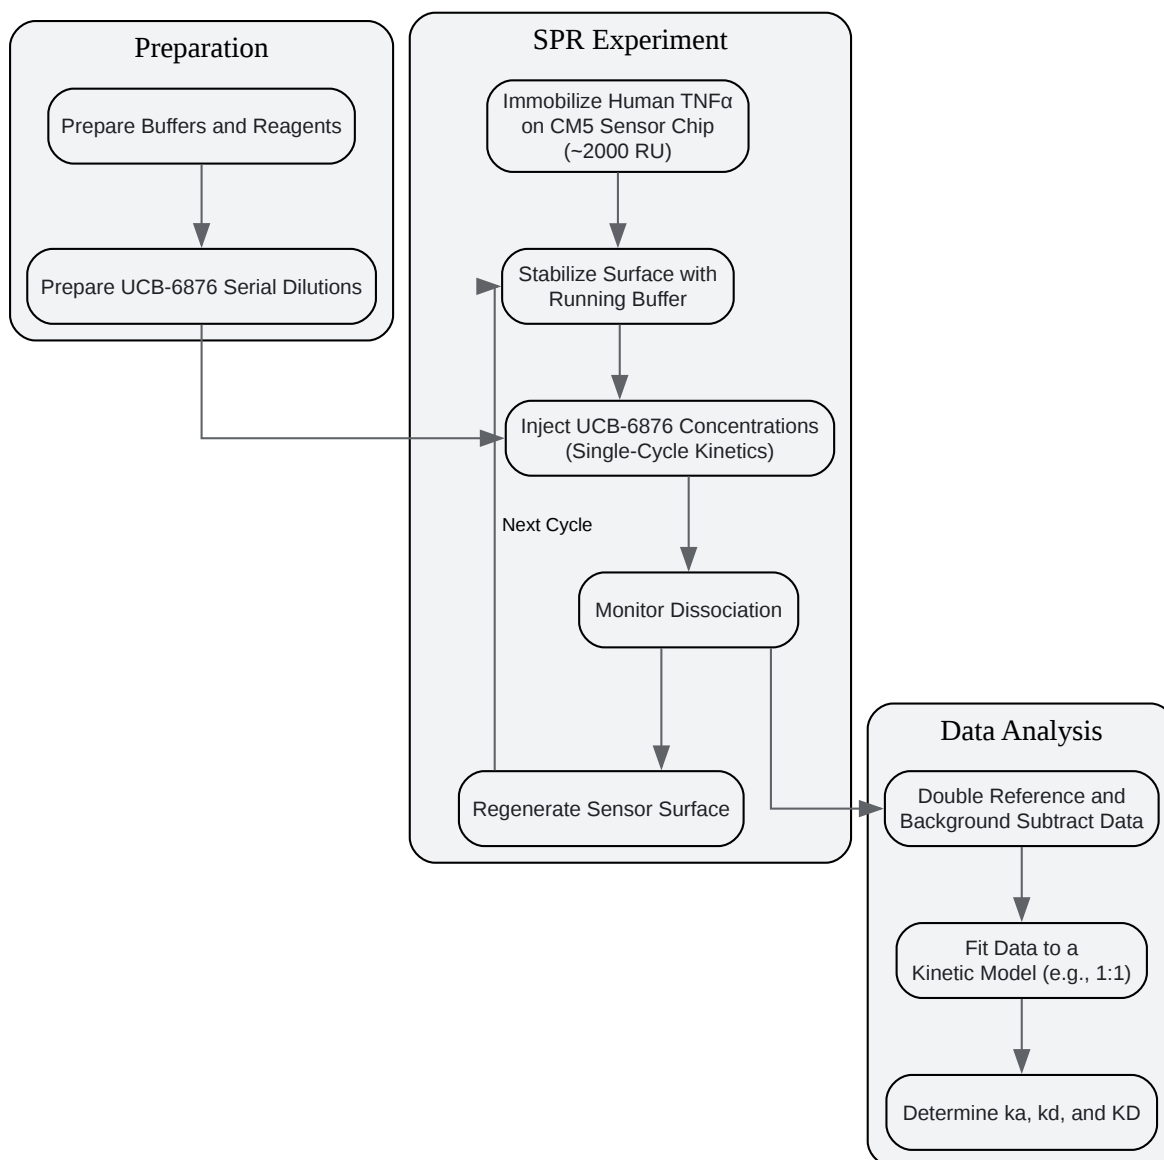 Preparation
Prepare Buffers and Reagents
Prepare UCB-6876 Serial Dilutions
SPR Experiment
Immobilize Human TNFα
on CM5 Sensor Chip
(~2000 RU)
Stabilize Surface with
Running Buffer
Inject UCB-6876 Concentrations
(Single-Cycle Kinetics)
Next Cycle
Monitor Dissociation
Regenerate Sensor Surface
Data Analysis
Double Reference and
Background Subtract Data
Fit Data to a
Kinetic Model (e.g., 1:1)
Determine ka, kd, and KD